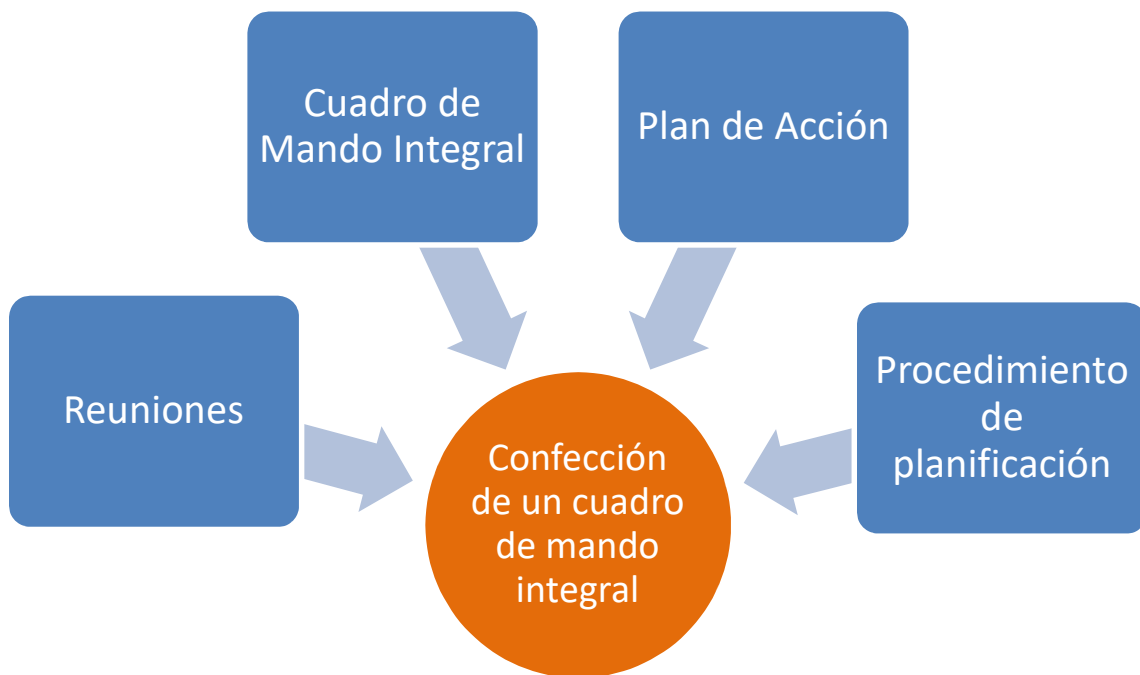 Cuadro de
Mando Integral
Plan de Acción
Reuniones
Procedimiento
de
planificación
Confección
de un cuadro
de mando
integral